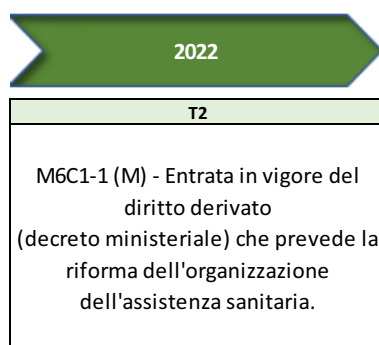 2022
T2
M6C1-1 (M) - Entrata in vigore del
diritto derivato
(decreto ministeriale) che prevede la
riforma dell'organizzazione
dell'assistenza sanitaria.